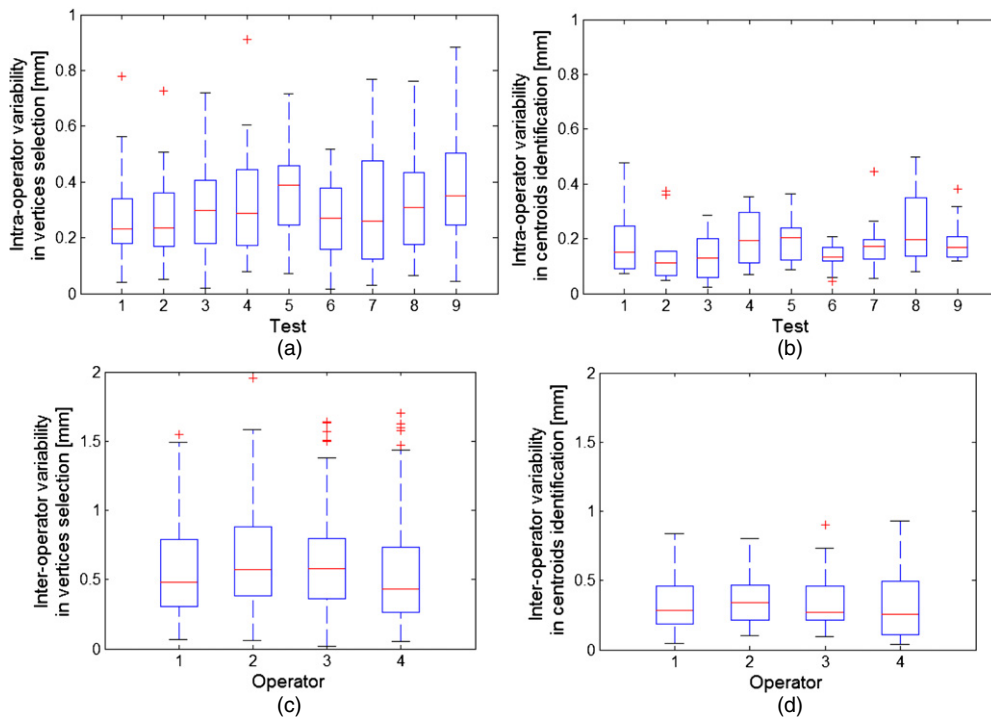 Intra-operator variability
in vertices selection [mm]
1
0.8
0.6
0.4
0.2
0
1 2 3 4 5 6 7 8 9
Test
(a)
Intra-operator variability
in centroids identification [mm]
1
0.8
0.6
0.4
0.2
0
1 2 3 4 5 6 7 8 9
Test
(b)
Inter-operator variability
in vertices selection [mm]
2
1.5
1
0.5
0
1 2 3 4
Operator
(c)
Inter-operator variability
in centroids identification [mm]
2
1.5
1
0.5
0
1 2 3 4
Operator
(d)